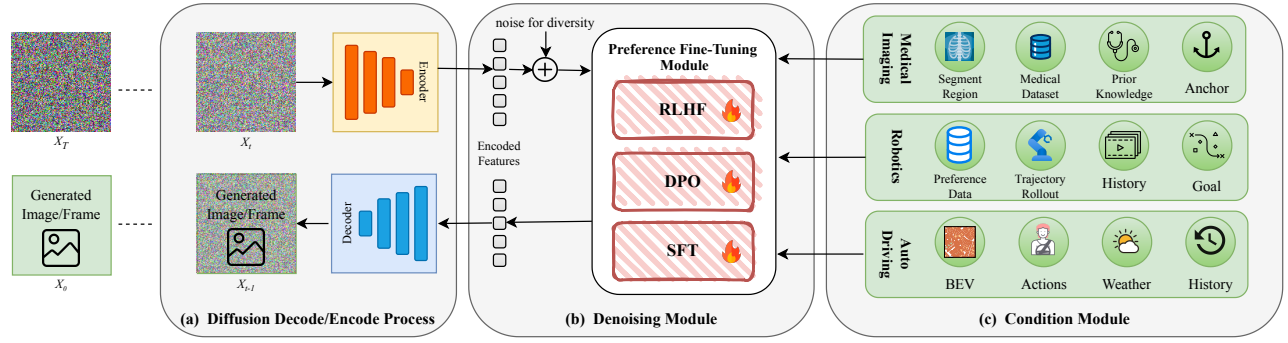 X_T
Generated
Image/Frame
X_0
X_t
Encoder
Generated
Image/Frame
X_{t-1}
Decoder
(a) Diffusion Decode/Encode Process
noise for diversity
Encoded
Features
Preference Fine-Tuning
Module
RLHF
DPO
SFT
(b) Denoising Module
Medical
Imaging
Segment
Region
Medical
Dataset
Prior
Knowledge
Anchor
Robotics
Preference
Data
Trajectory
Rollout
History
Goal
Auto
Driving
BEV
Actions
Weather
History
(c) Condition Module